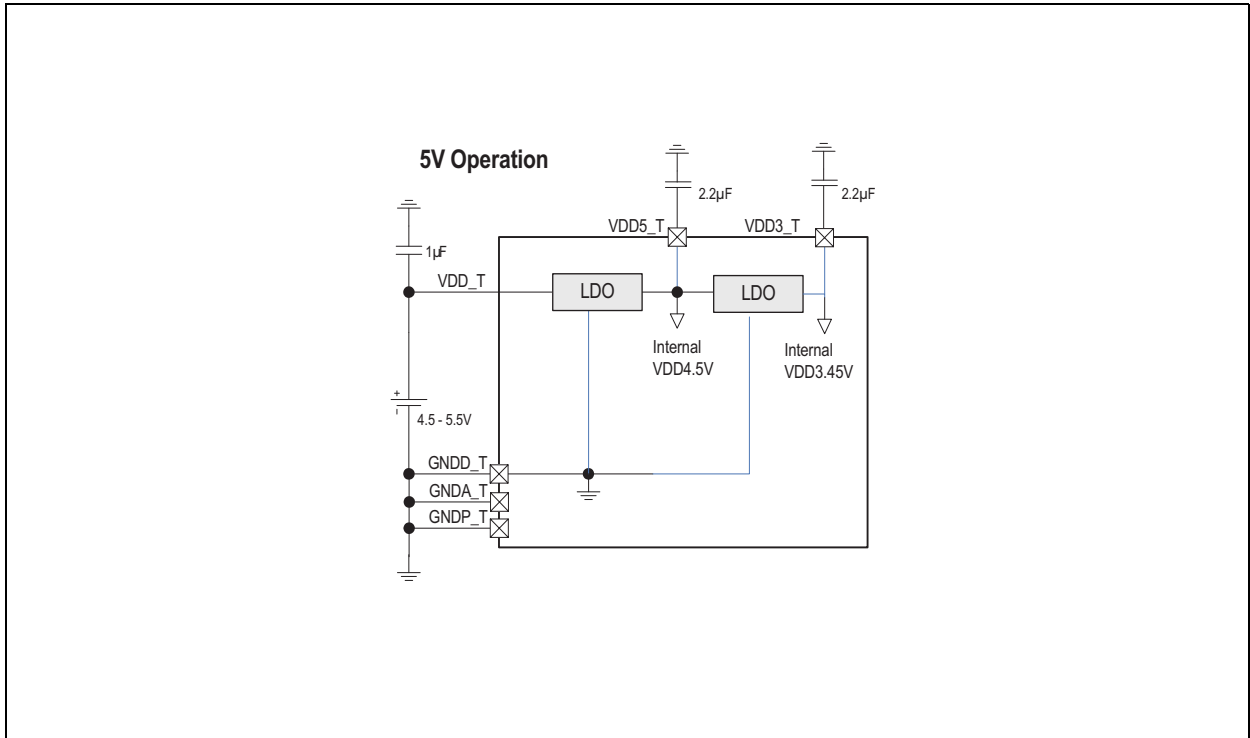 5V Operation
2.2µF
2.2µF
VDD5_T
VDD3_T
1µF
VDD_T
LDO
LDO
Internal
VDD4.5V
Internal
VDD3.45V
+
-
4.5 - 5.5V
GNDD_T
GNDA_T
GNDP_T